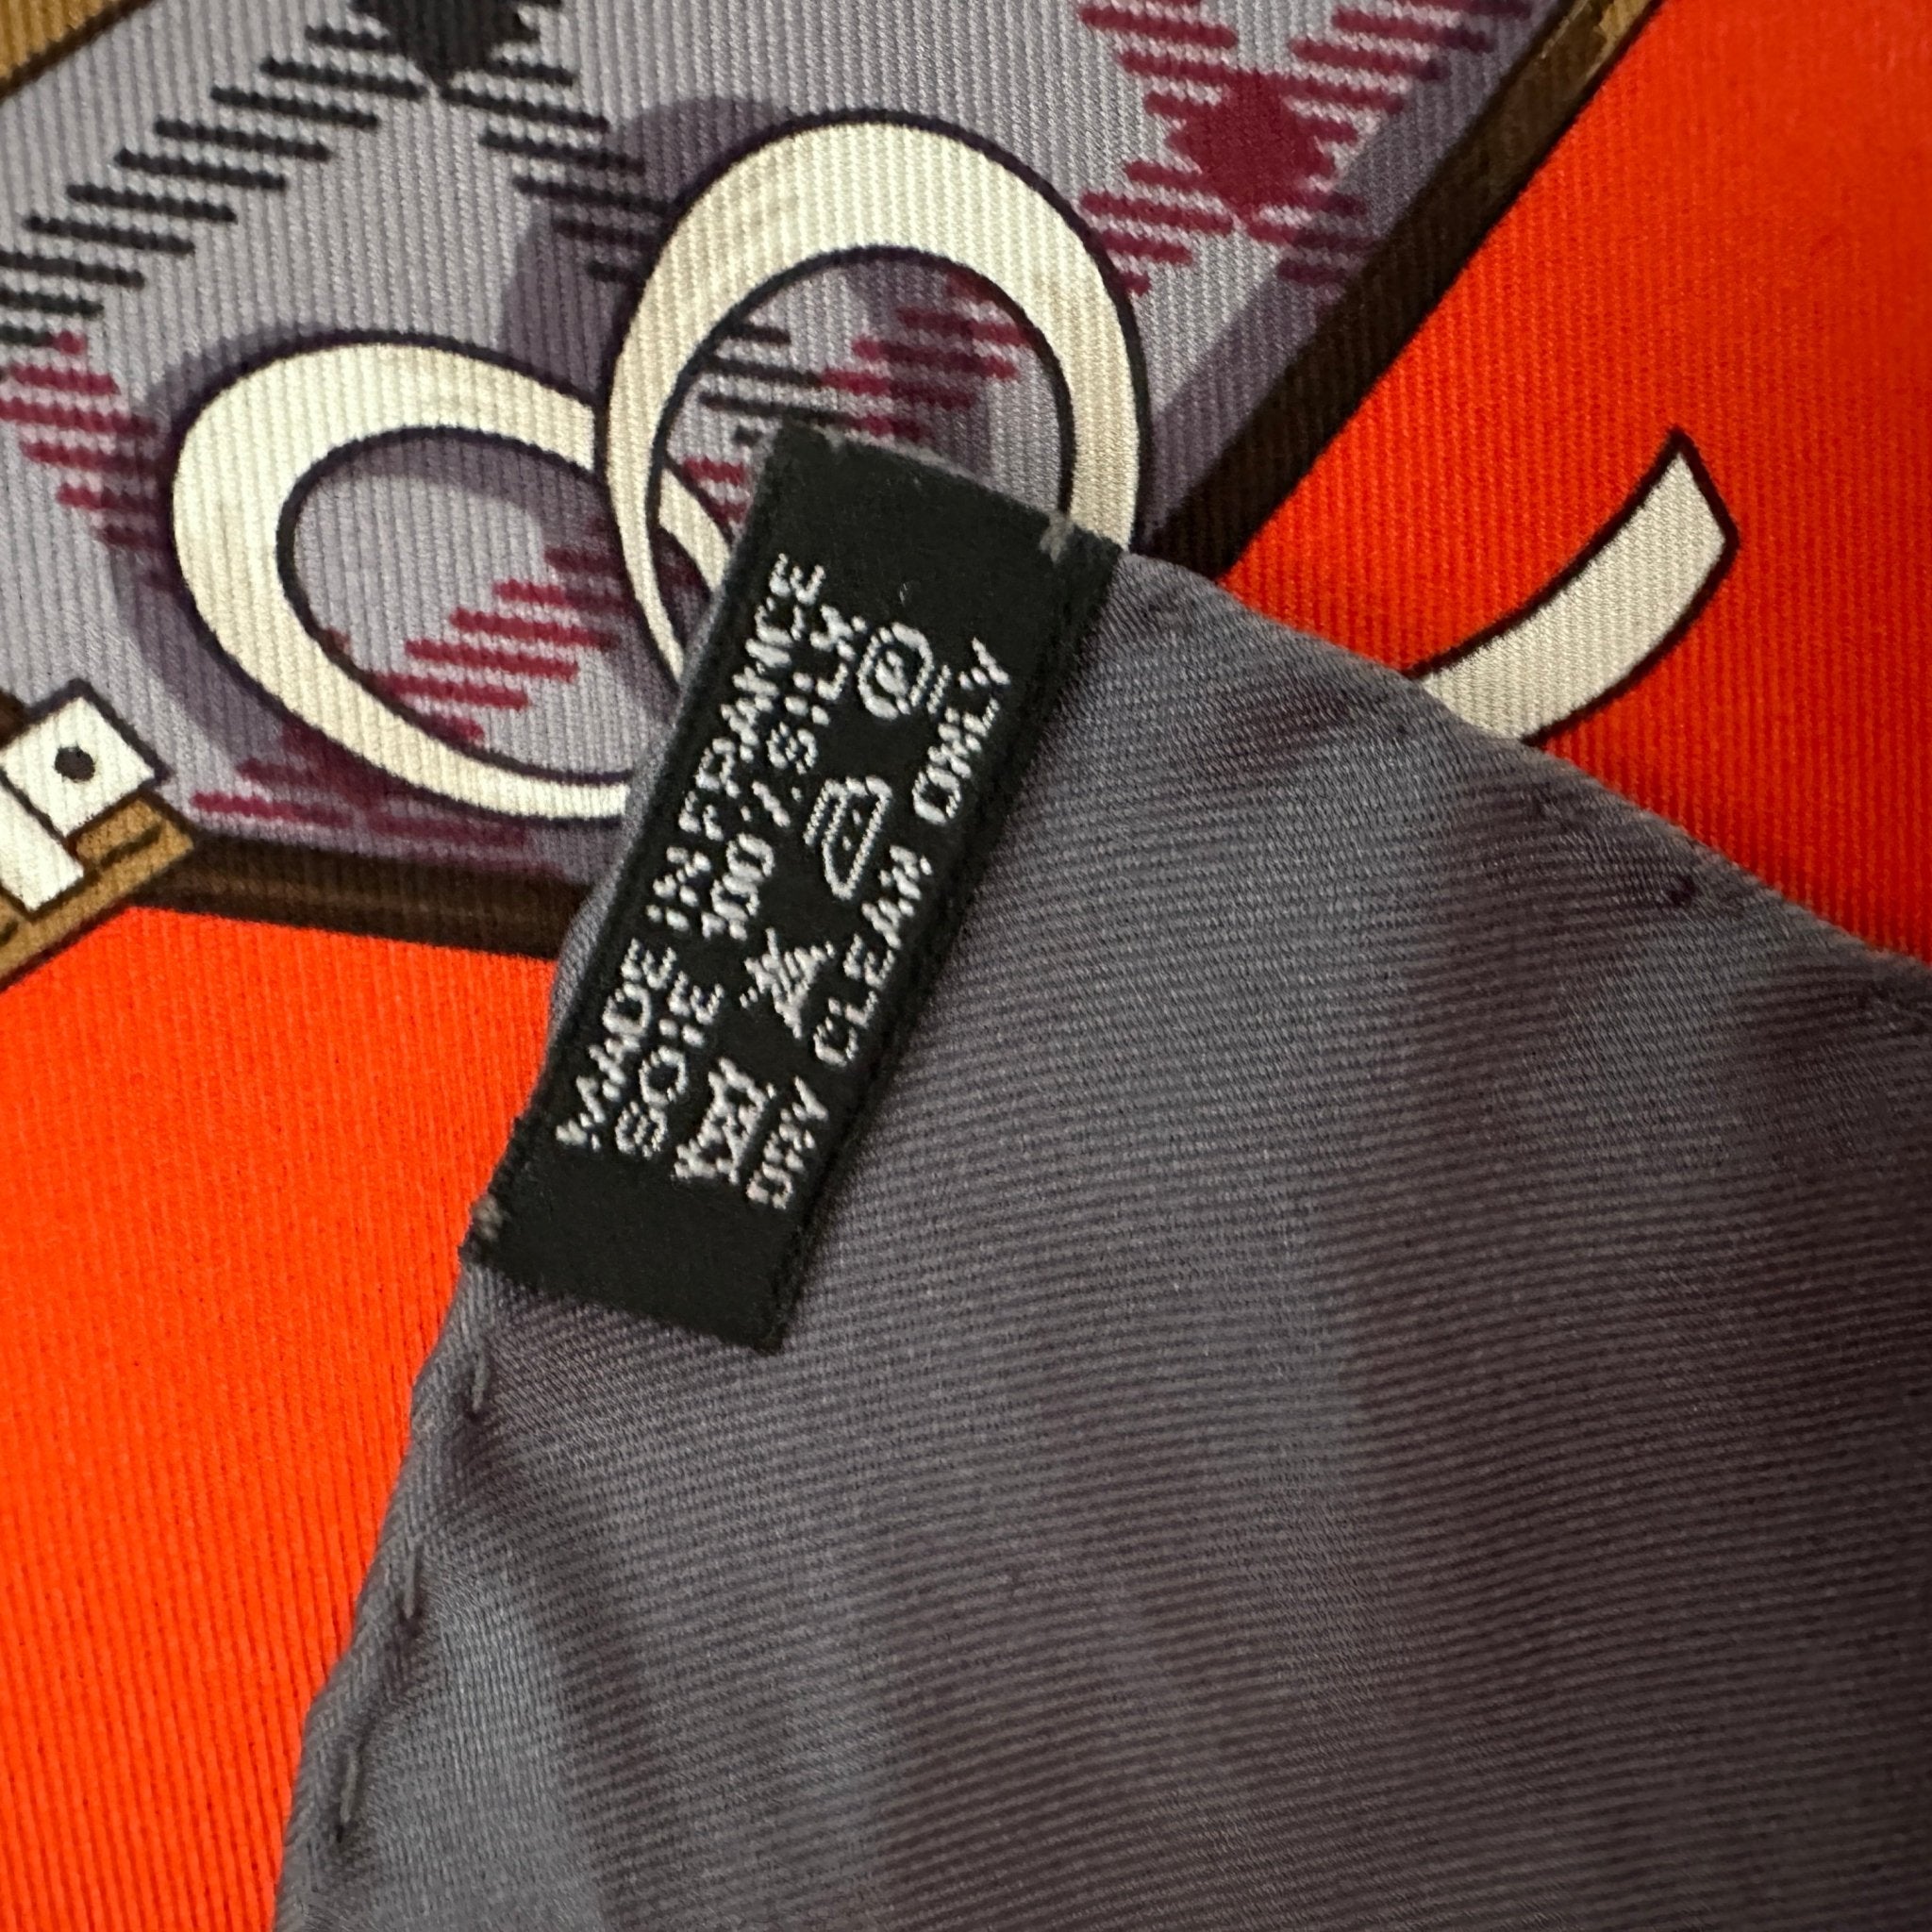 MADE IN FRANCE
SOIE 100 % SILK
P
DRY CLEAN ONLY